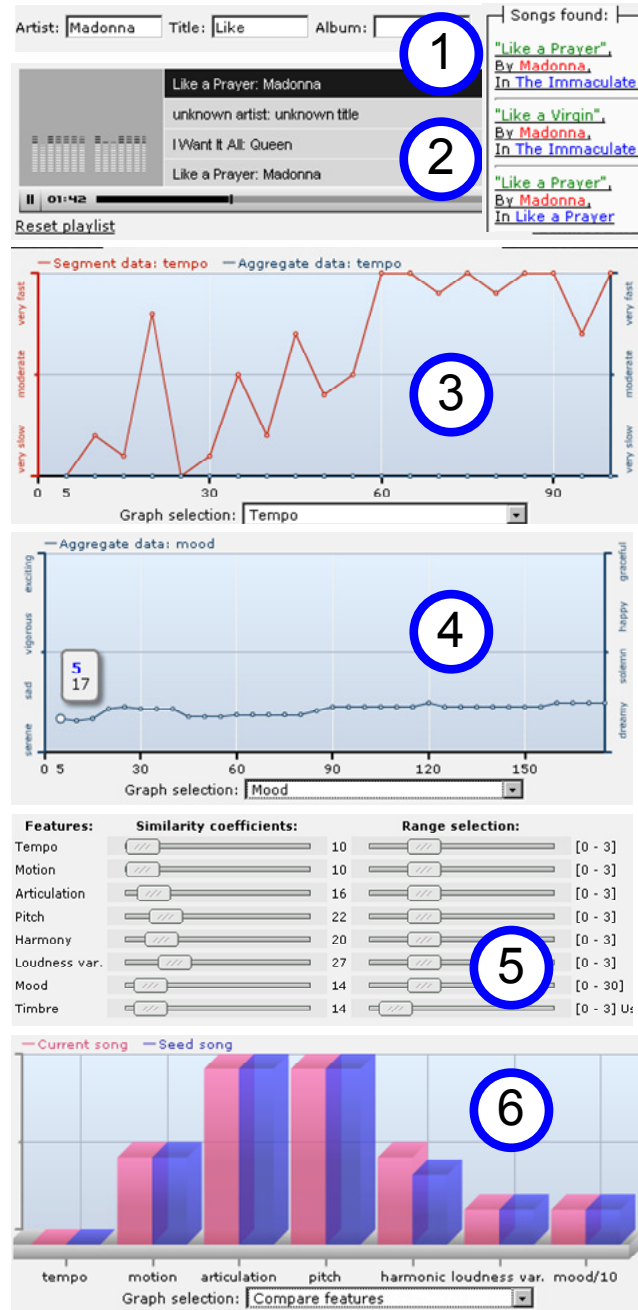 Artist: Madonna Title: Like Album:
1
Songs found:
"Like a Prayer",
By Madonna,
In The Immaculate
"Like a Virgin",
By Madonna,
In The Immaculate
"Like a Prayer",
By Madonna,
In Like a Prayer
Like a Prayer: Madonna
unknown artist: unknown title
I Want It All: Queen
Like a Prayer: Madonna
2
01:42
Reset playlist
Segment data: tempo Aggregate data: tempo
very fast
moderate
very slow
very fast
moderate
very slow
3
0 5 30 60 90
Graph selection: Tempo
Aggregate data: mood
exciting
vigorous
sad
serene
graceful
happy
solemn
dreamy
4
5
17
0 5 30 60 90 120 150
Graph selection: Mood
Features: Similarity coefficients: Range selection:
Tempo 10 [0 - 3]
Motion 10 [0 - 3]
Articulation 16 [0 - 3]
Pitch 22 [0 - 3]
Harmony 20 [0 - 3]
Loudness var. 27 [0 - 3]
Mood 14 [0 - 30]
Timbre 14 [0 - 3] Us
5
Current song Seed song
6
tempo motion articulation pitch harmonic loudness var. mood/10
Graph selection: Compare features